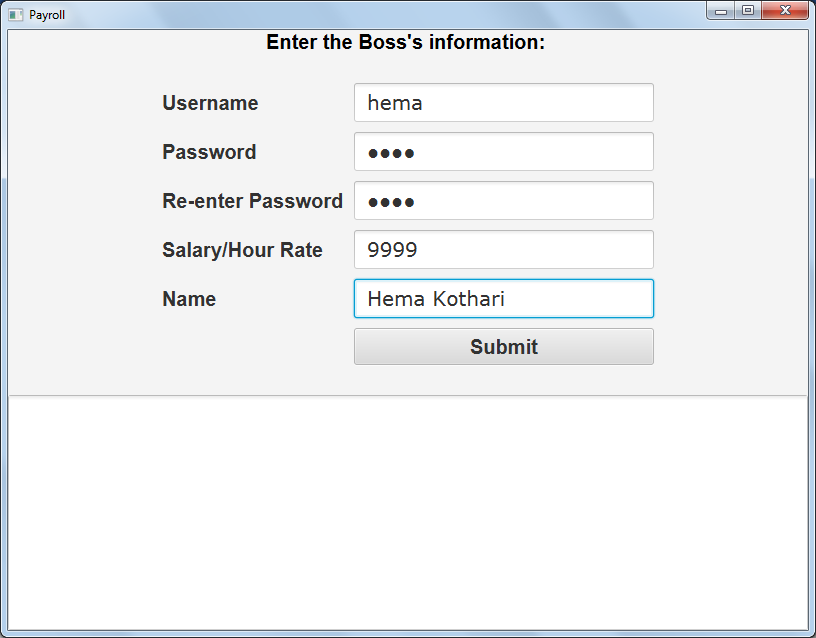 Payroll
Enter the Boss's information:
Username hema
Password ●●●●
Re-enter Password ●●●●
Salary/Hour Rate 9999
Name Hema Kothari
Submit